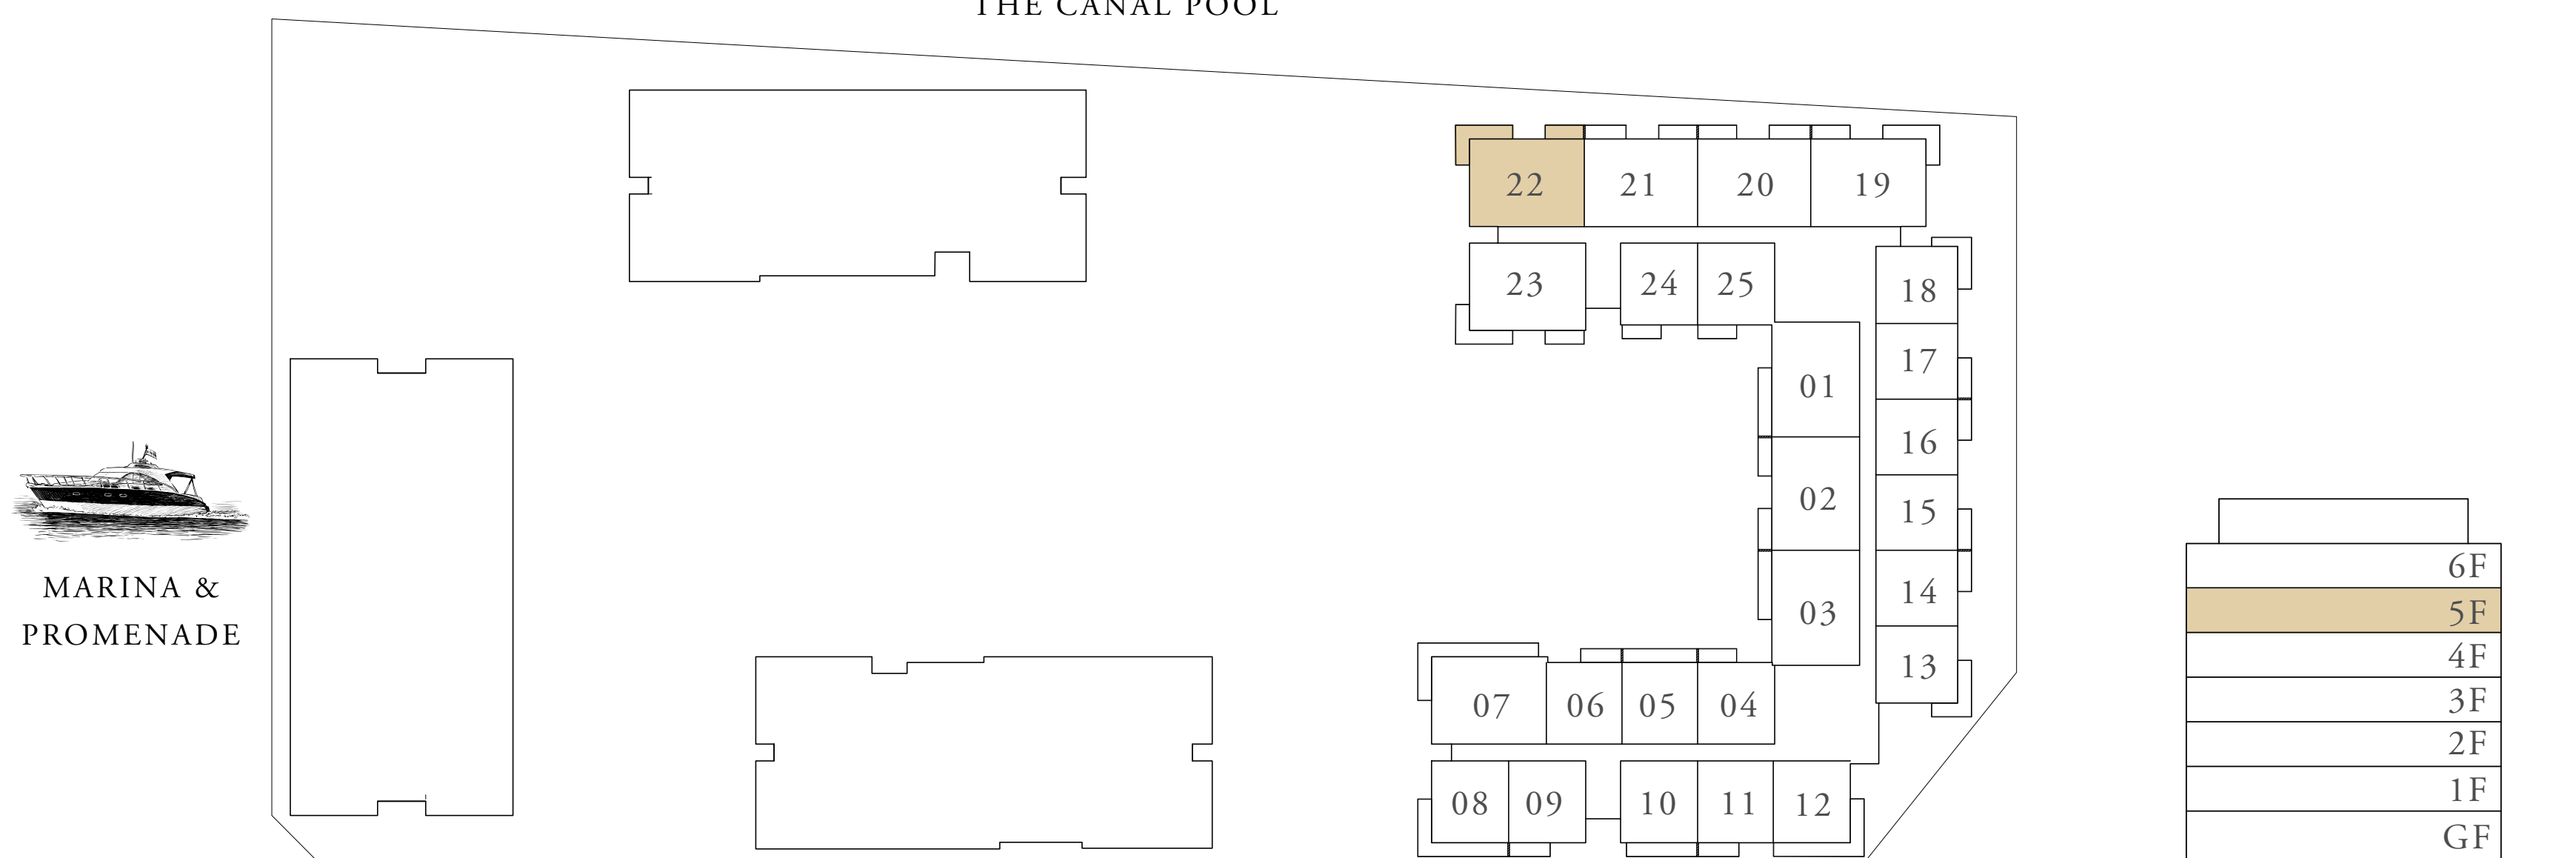 THE CANAL POOL
22 21 20 19
23 24 25 18
17
01
16
02 15
14
03
13
07 06 05 04
08 09 10 11 12
MARINA &
PROMENADE
6F
5F
4F
3F
2F
1F
GF